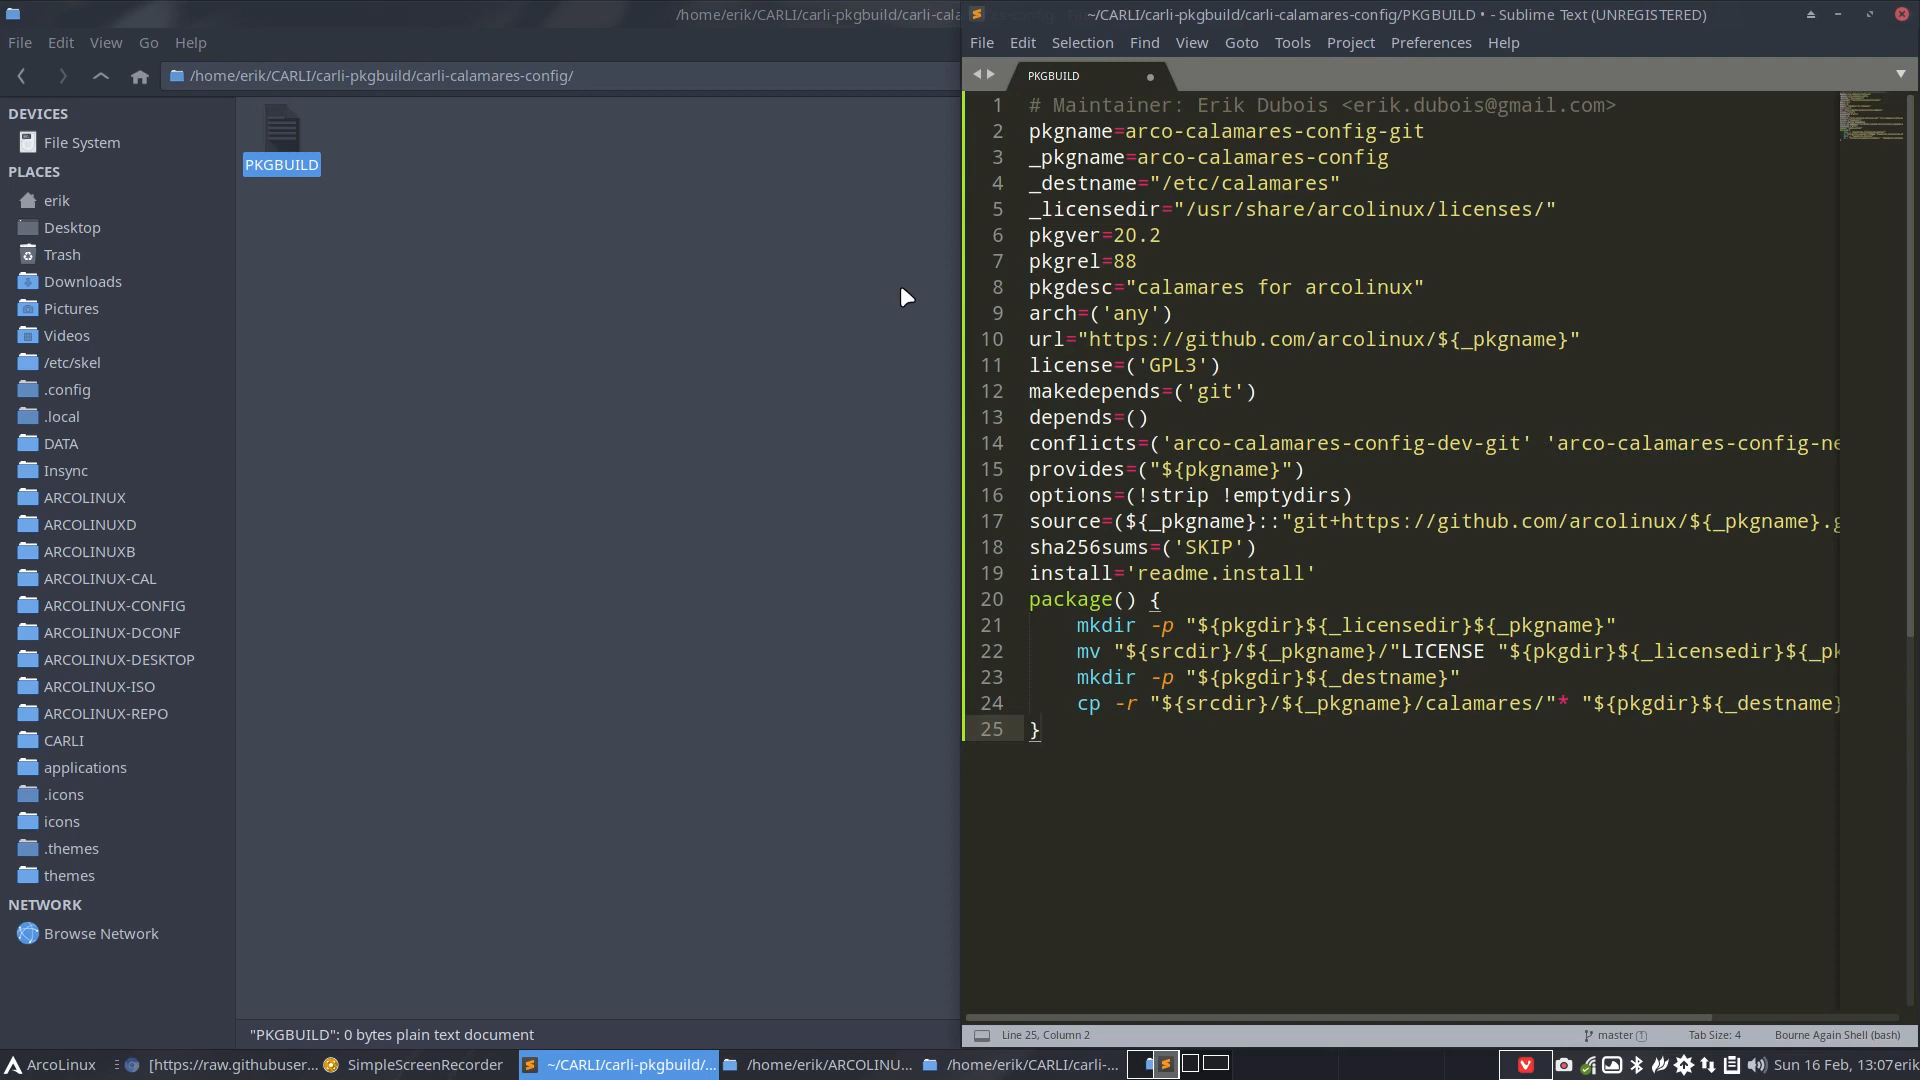 /home/erik/CARLI/carli-pkgbuild/carli-cala
File Edit View Go Help
/home/erik/CARLI/carli-pkgbuild/carli-calamares-config/
DEVICES
File System
PLACES
erik
Desktop
Trash
Downloads
Pictures
Videos
/etc/skel
.config
.local
DATA
Insync
ARCOLINUX
ARCOLINUXD
ARCOLINUXB
ARCOLINUX-CAL
ARCOLINUX-CONFIG
ARCOLINUX-DCONF
ARCOLINUX-DESKTOP
ARCOLINUX-ISO
ARCOLINUX-REPO
CARLI
applications
.icons
icons
.themes
themes
NETWORK
Browse Network
PKGBUILD
"PKGBUILD": 0 bytes plain text document
~/CARLI/carli-pkgbuild/carli-calamares-config/PKGBUILD • - Sublime Text (UNREGISTERED)
File Edit Selection Find View Goto Tools Project Preferences Help
PKGBUILD
1 # Maintainer: Erik Dubois <erik.dubois@gmail.com>
2 pkgname=arco-calamares-config-git
3 _pkgname=arco-calamares-config
4 _destname="/etc/calamares"
5 _licensedir="/usr/share/arcolinux/licenses/"
6 pkgver=20.2
7 pkgrel=88
8 pkgdesc="calamares for arcolinux"
9 arch=('any')
10 url="https://github.com/arcolinux/${_pkgname}"
11 license=('GPL3')
12 makedepends=('git')
13 depends=()
14 conflicts=('arco-calamares-config-dev-git' 'arco-calamares-config-ne
15 provides=("${pkgname}")
16 options=(!strip !emptydirs)
17 source=(${_pkgname}::"git+https://github.com/arcolinux/${_pkgname}.g
18 sha256sums=('SKIP')
19 install='readme.install'
20 package() {
21 mkdir -p "${pkgdir}${_licensedir}${_pkgname}"
22 mv "${srcdir}/${_pkgname}/"LICENSE "${pkgdir}${_licensedir}${_pk
23 mkdir -p "${pkgdir}${_destname}"
24 cp -r "${srcdir}/${_pkgname}/calamares/"* "${pkgdir}${_destname}
25 }
Line 25, Column 2 master 1 Tab Size: 4 Bourne Again Shell (bash)
ArcoLinux [https://raw.githubuser... SimpleScreenRecorder ~/CARLI/carli-pkgbuild/... /home/erik/ARCOLINU... /home/erik/CARLI/carli-... Sun 16 Feb, 13:07 erik